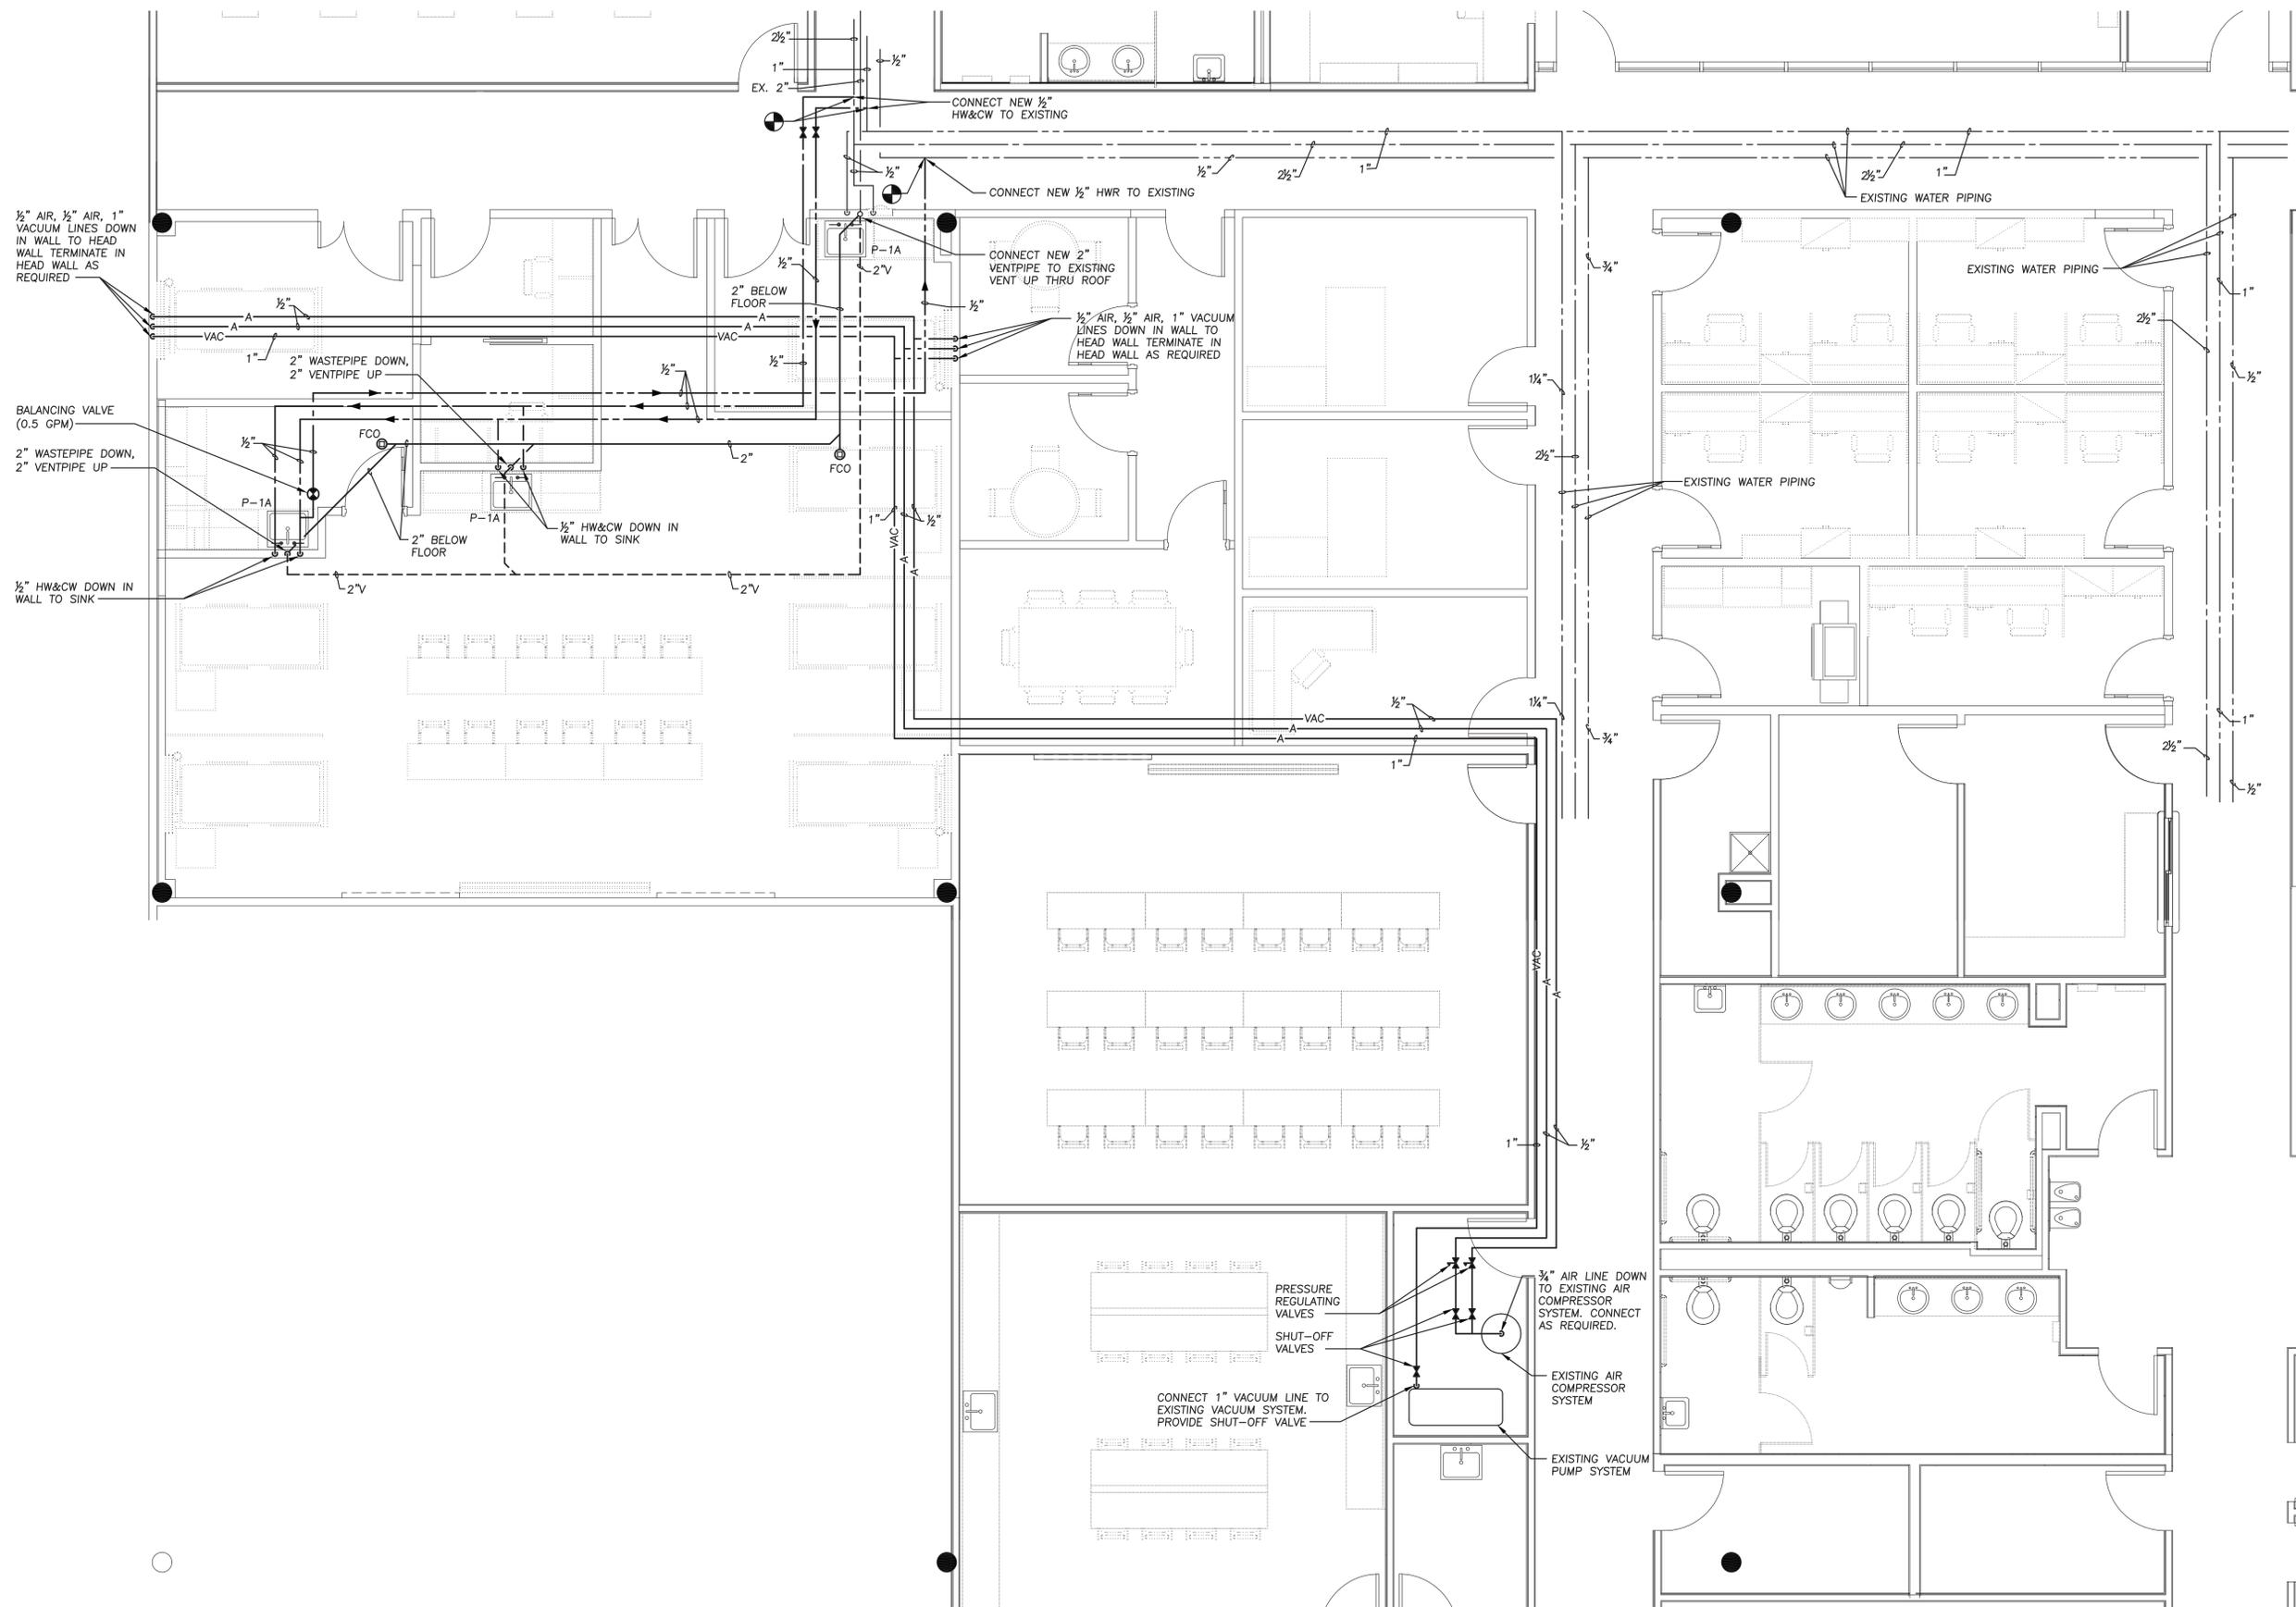 2½"
1"
½"
EX. 2"
CONNECT NEW ½"
HW&CW TO EXISTING
½"
½"
2½"
1"
2½"
1"
CONNECT NEW ½" HWR TO EXISTING
EXISTING WATER PIPING
½" AIR, ½" AIR, 1"
VACUUM LINES DOWN
IN WALL TO HEAD
WALL TERMINATE IN
HEAD WALL AS
REQUIRED
P-1A
CONNECT NEW 2"
VENTPIPE TO EXISTING
VENT UP THRU ROOF
½"
2"V
¾"
EXISTING WATER PIPING
1"
2" BELOW
FLOOR
½"
½"
A
A
A
A
VAC
VAC
½" AIR, ½" AIR, 1" VACUUM
LINES DOWN IN WALL TO
HEAD WALL TERMINATE IN
HEAD WALL AS REQUIRED
2½"
1"
2" WASTEPIPE DOWN,
2" VENTPIPE UP
½"
½"
1¼"
½"
BALANCING VALVE
(0.5 GPM)
FCO
½"
2" WASTEPIPE DOWN,
2" VENTPIPE UP
2"
FCO
2½"
EXISTING WATER PIPING
P-1A
P-1A
1"
½"
½" HW&CW DOWN IN
WALL TO SINK
2" BELOW
FLOOR
VAC
A
A
½" HW&CW DOWN IN
WALL TO SINK
2"V
2"V
½"
1¼"
VAC
A
A
1"
¾"
1"
2½"
½"
VAC
A
A
1"
½"
PRESSURE
REGULATING
VALVES
¾" AIR LINE DOWN
TO EXISTING AIR
COMPRESSOR
SYSTEM. CONNECT
AS REQUIRED.
SHUT-OFF
VALVES
EXISTING AIR
COMPRESSOR
SYSTEM
CONNECT 1" VACUUM LINE TO
EXISTING VACUUM SYSTEM.
PROVIDE SHUT-OFF VALVE
EXISTING VACUUM
PUMP SYSTEM